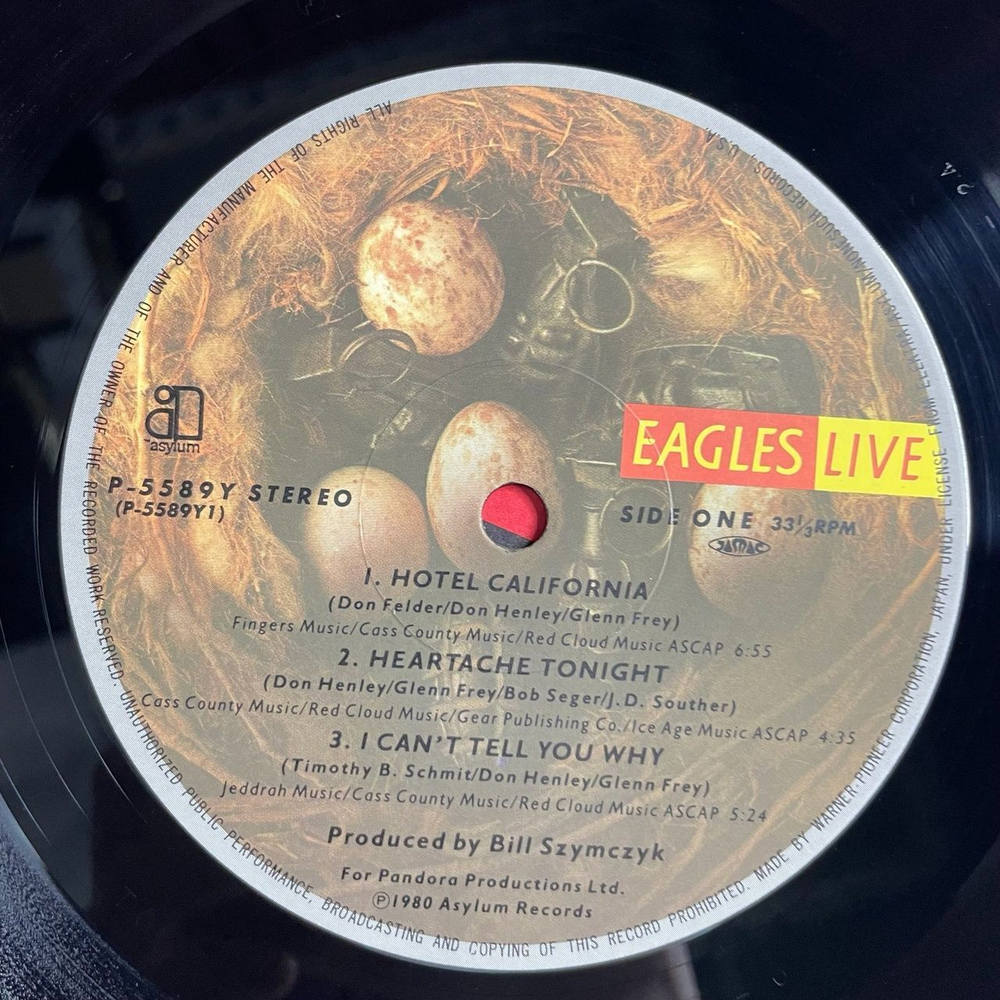 asylum
P-5589Y STEREO
(P-5589Y1)
EAGLES LIVE
SIDE ONE 33⅓RPM
JASRAC
1. HOTEL CALIFORNIA
(Don Felder/Don Henley/Glenn Frey)
Fingers Music/Cass County Music/Red Cloud Music ASCAP 6:55
2. HEARTACHE TONIGHT
(Don Henley/Glenn Frey/Bob Seger/J.D. Souther)
Cass County Music/Red Cloud Music/Gear Publishing Co./Ice Age Music ASCAP 4:35
3. I CAN'T TELL YOU WHY
(Timothy B. Schmit/Don Henley/Glenn Frey)
Jeddrah Music/Cass County Music/Red Cloud Music ASCAP 5:24
Produced by Bill Szymczyk
For Pandora Productions Ltd.
Ⓟ1980 Asylum Records
ALL RIGHTS OF THE MANUFACTURER AND OF THE OWNER OF THE RECORDED WORK RESERVED. UNAUTHORIZED PUBLIC PERFORMANCE, BROADCASTING AND COPYING OF THIS RECORD PROHIBITED. MADE BY WARNER-PIONEER CORPORATION, JAPAN, UNDER LICENSE FROM ELEKTRA/ASYLUM/NONESUCH RECORDS, U.S.A.